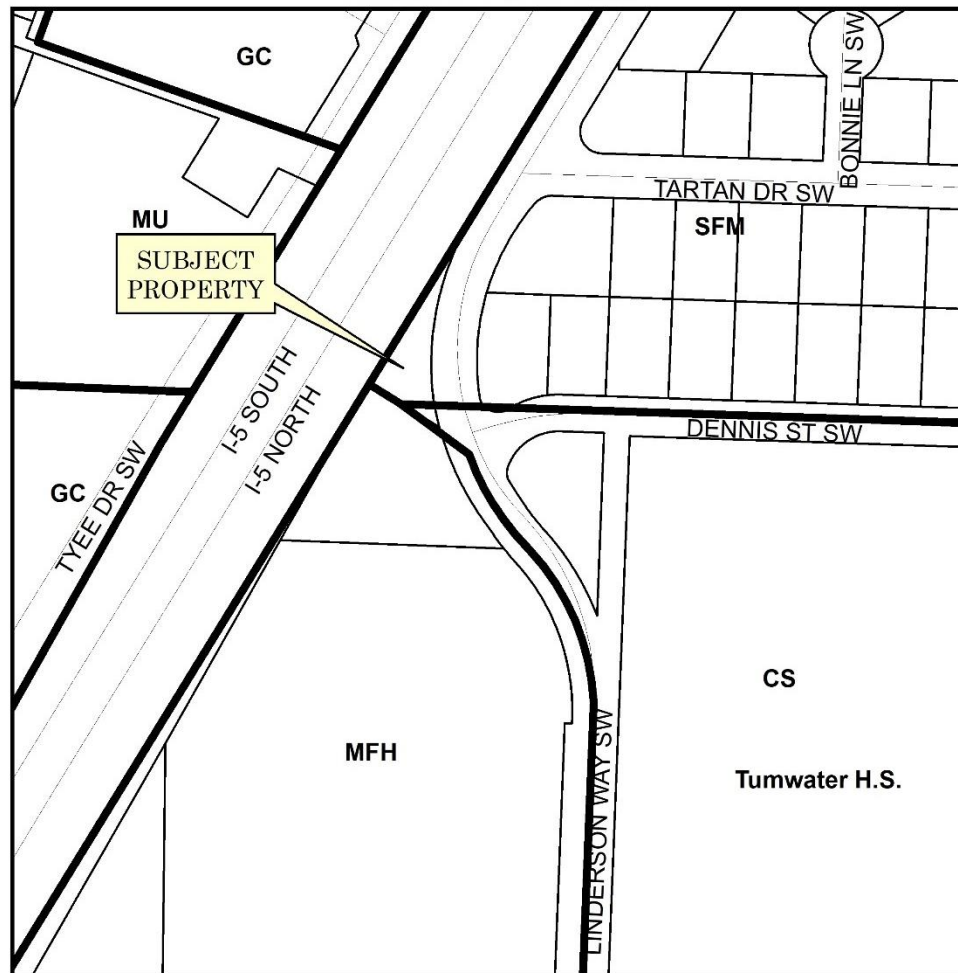 GC
BONNIE LN SW
TARTAN DR SW
MU
SFM
SUBJECT
PROPERTY
I-5 SOUTH
I-5 NORTH
DENNIS ST SW
GC
TYEE DR SW
CS
MFH
LINDERSON WAY SW
Tumwater H.S.